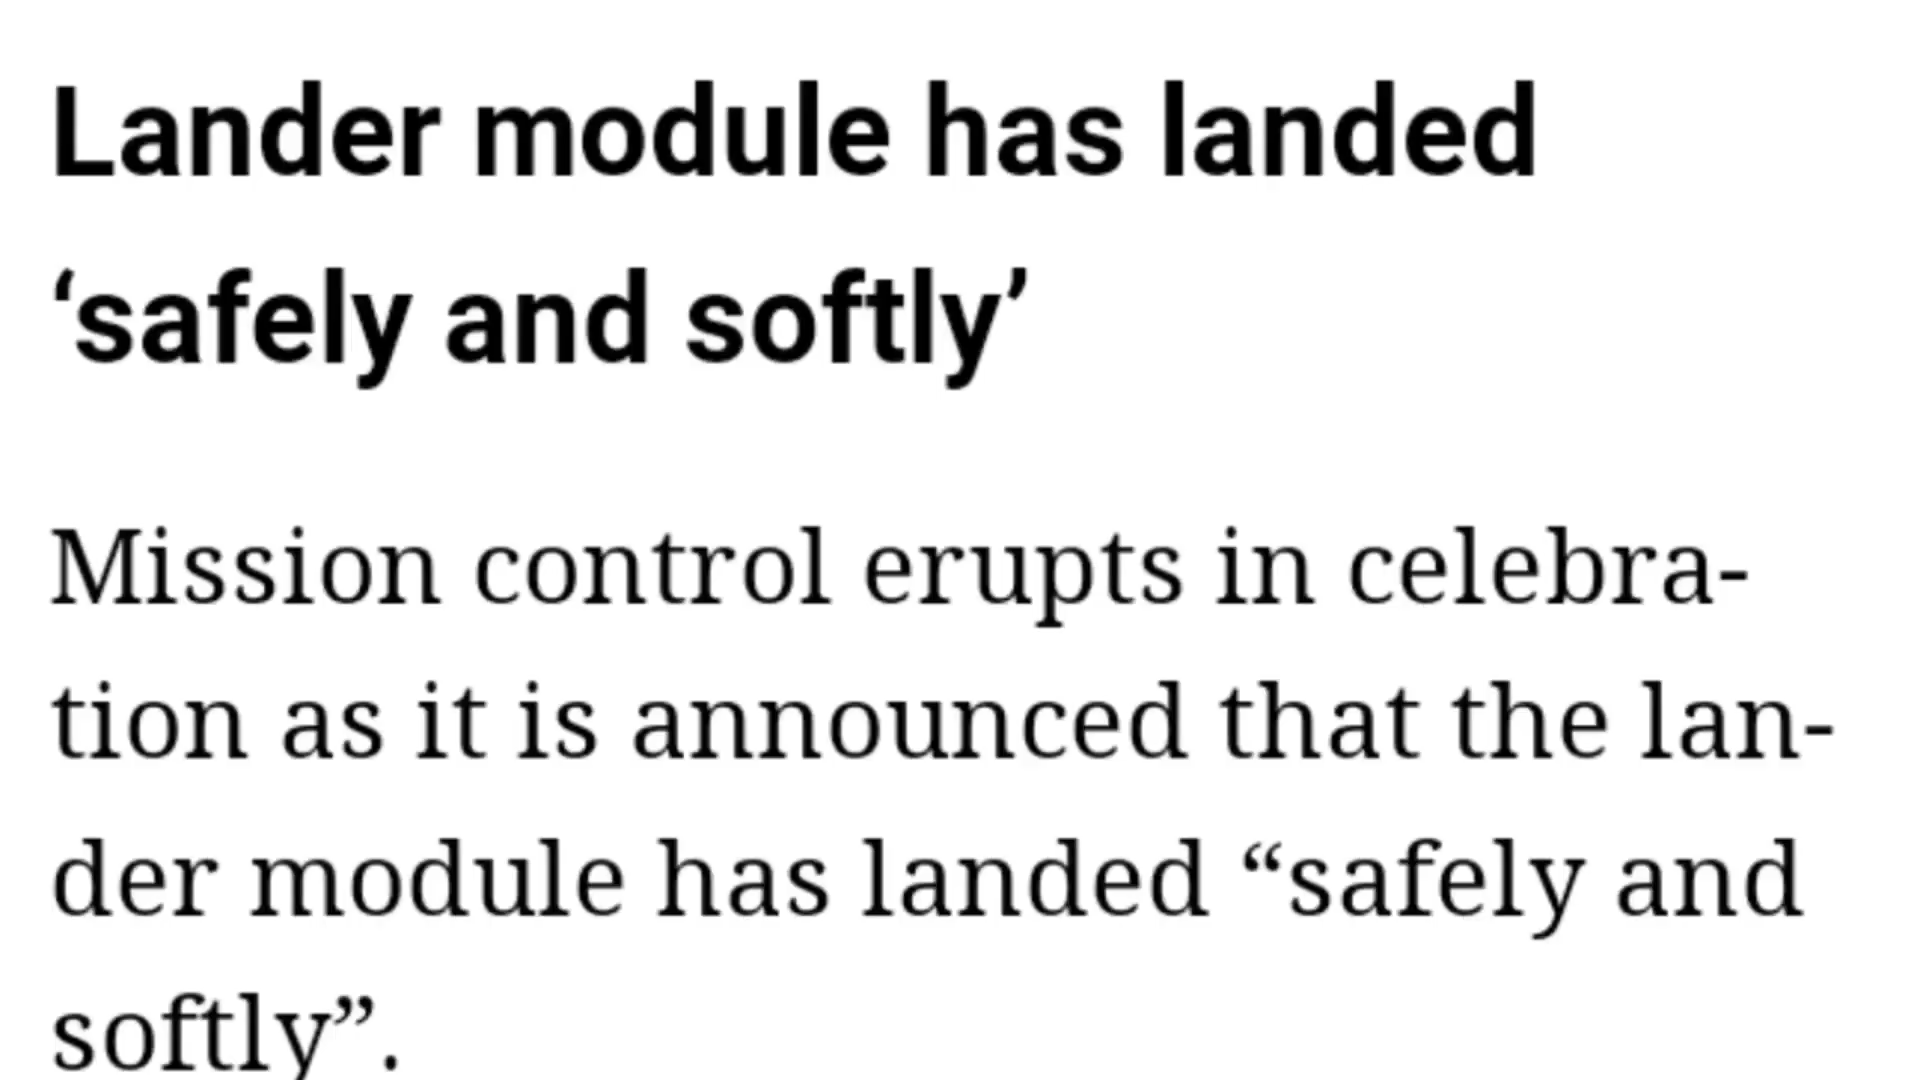 Lander module has landed
‘safely and softly’
Mission control erupts in celebra-
tion as it is announced that the lan-
der module has landed “safely and
softly”.